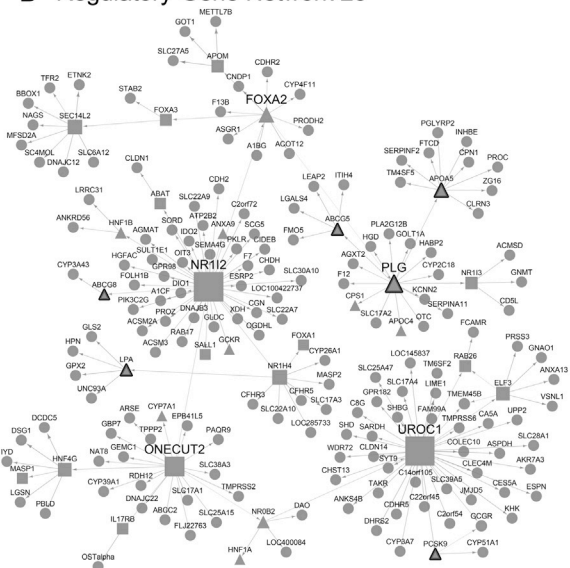 METTL7B
GOT1
SLC27A5
APOM
CDHR2
CNDP1
CYP4F11
TFR2
ETNK2
STAB2
BBOX1
FOXA2
F13B
FOXA3
NAGS
SEC14L2
PRODH2
MFSD2A
ASGR1
PGLYRP2
INHBE
SC4MOL
SLC6A12
A1BG
AGOT12
FTCD
SERPINF2
CPN1
DNAJC12
CLDN1
PROC
LEAP2
ITIH4
TM4SF5
APOA5
ZG16
CDH2
LRRC31
ABAT
SLC22A9
LGALS4
CLRN3
C2orf72
ANKRD56
HNF1B
SORD
ATP2B2
ANXA9
SCG5
ABCG5
PLA2G12B
AGMAT
IDO2
FMO5
GOLT1A
HGD
SULT1E1
SEMA4G
PKLR
CIDEB
HABP2
ACMSD
HGFAC
OIT3
F7
AGXT2
GPR98
NR1I2
CHDH
PLG
CYP2C18
CYP3A43
FOLH1B
ESRP2
SLC30A10
F12
NR1I3
GNMT
DIO1
LOC100422737
KCNN2
ABCG8
A1CF
CPS1
SERPINA11
PIK3C2G
CGN
CD5L
PROZ
DNAJB3
XDH
SLC22A7
SLC17A2
OTC
ACSM2A
GLDC
APOC4
FCAMR
GLS2
RAB17
OGDHL
FOXA1
PRSS3
HPN
ACSM3
SALL1
GCKR
CYP26A1
LOC145837
GNAO1
LPA
TM6SF2
RAB26
GPX2
NR1H4
MASP2
SLC25A47
ANXA13
SLC17A4
LIME1
ELF3
UNC93A
CFHR3
CFHR5
GPR182
TMEM45B
VSNL1
SLC17A3
C8G
SHBG
FAM99A
ARSE
CYP7A1
SLC22A10
CA5A
UPP2
DCDC5
EPB41L5
TMPRSS6
GBP7
LOC285733
SHD
SARDH
UROC1
DSG1
TPPP2
PAQR9
COLEC10
SLC28A1
GEMC1
ONECUT2
WDR72
CLDN14
ASPDH
IYD
NAT8
HNF4G
SYT9
CLEC4M
AKR7A3
MASP1
RDH12
SLC38A3
CHST13
C14orf105
CYP39A1
TMPRSS2
TAKR
SLC39A5
CES5A
ESPN
LGSN
SLC17A1
JMJD5
DNAJC22
ANKS4B
C22orf45
PBLD
CDHR5
KHK
ABCC2
SLC25A15
NR0B2
DAO
C2orf54
GCGR
IL17RB
FLJ22763
DHRS2
HNF1A
LOC400084
CYP3A7
PCSK9
CYP51A1
OSTalpha